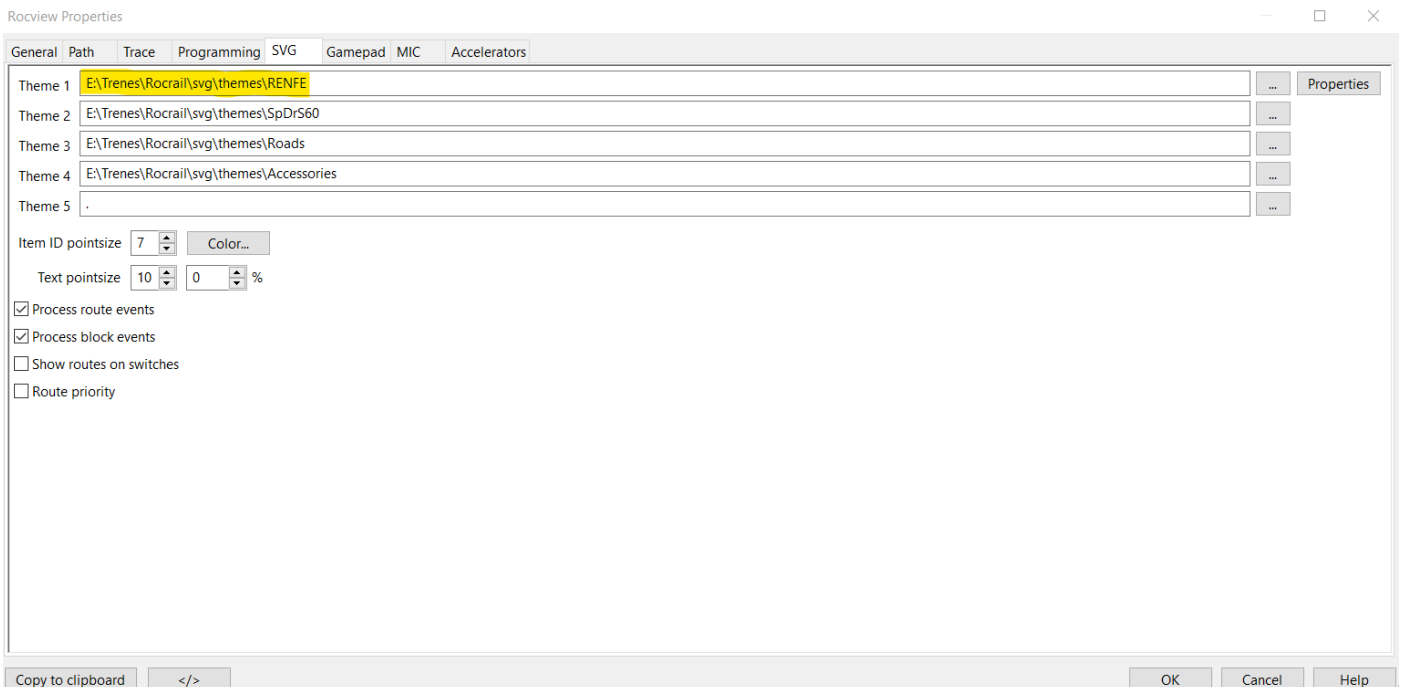 Rocview Properties
General Path Trace Programming SVG Gamepad MIC Accelerators
Theme 1 E:\Trenes\Rocrail\svg\themes\RENFE ... Properties
Theme 2 E:\Trenes\Rocrail\svg\themes\SpDrS60 ...
Theme 3 E:\Trenes\Rocrail\svg\themes\Roads ...
Theme 4 E:\Trenes\Rocrail\svg\themes\Accessories ...
Theme 5 . ...
Item ID pointsize 7 Color...
Text pointsize 10 0 %
Process route events
Process block events
Show routes on switches
Route priority
Copy to clipboard </> OK Cancel Help